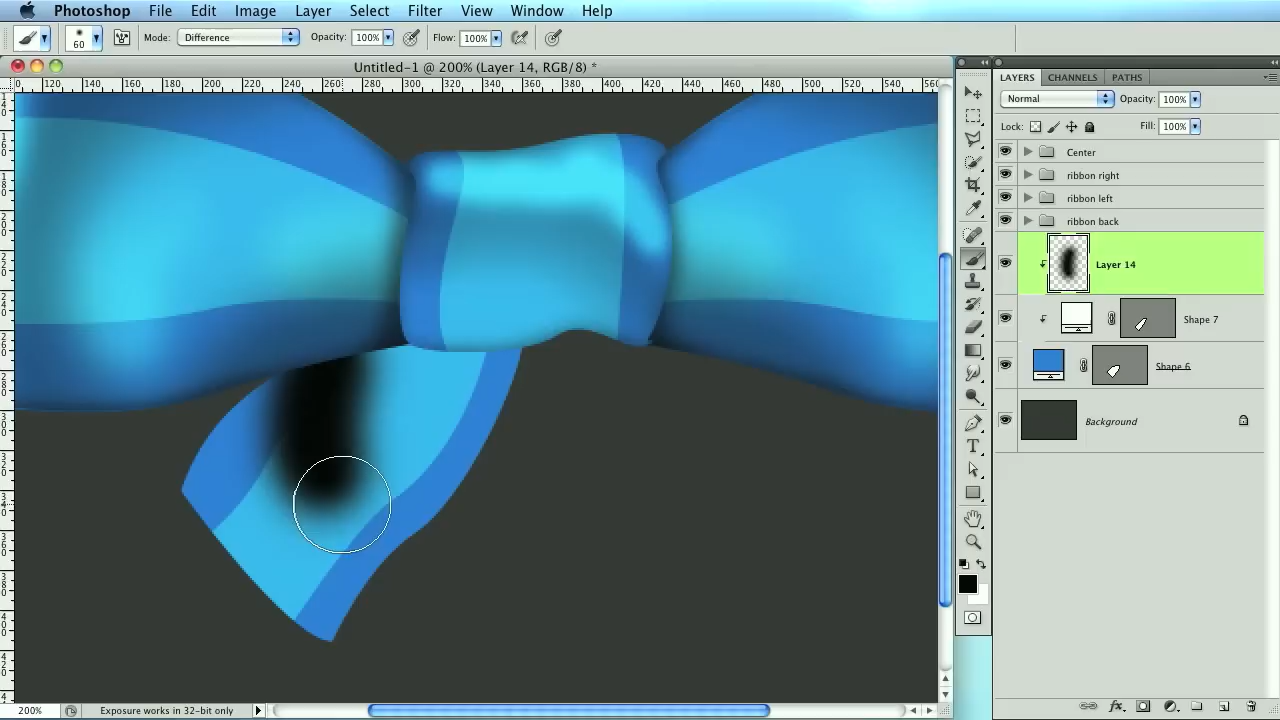 Photoshop File Edit Image Layer Select Filter View Window Help
60 Mode: Difference Opacity: 100% Flow: 100%
Untitled-1 @ 200% (Layer 14, RGB/8) *
120 140 160 180 200 220 240 260 280 300 320 340 360 380 400 420 440 460 480 500 520 540 560
LAYERS CHANNELS PATHS
Normal Opacity: 100%
Lock: Fill: 100%
Center
ribbon right
ribbon left
ribbon back
Layer 14
Shape 7
Shape 6
Background
T
200% Exposure works in 32-bit only
fx